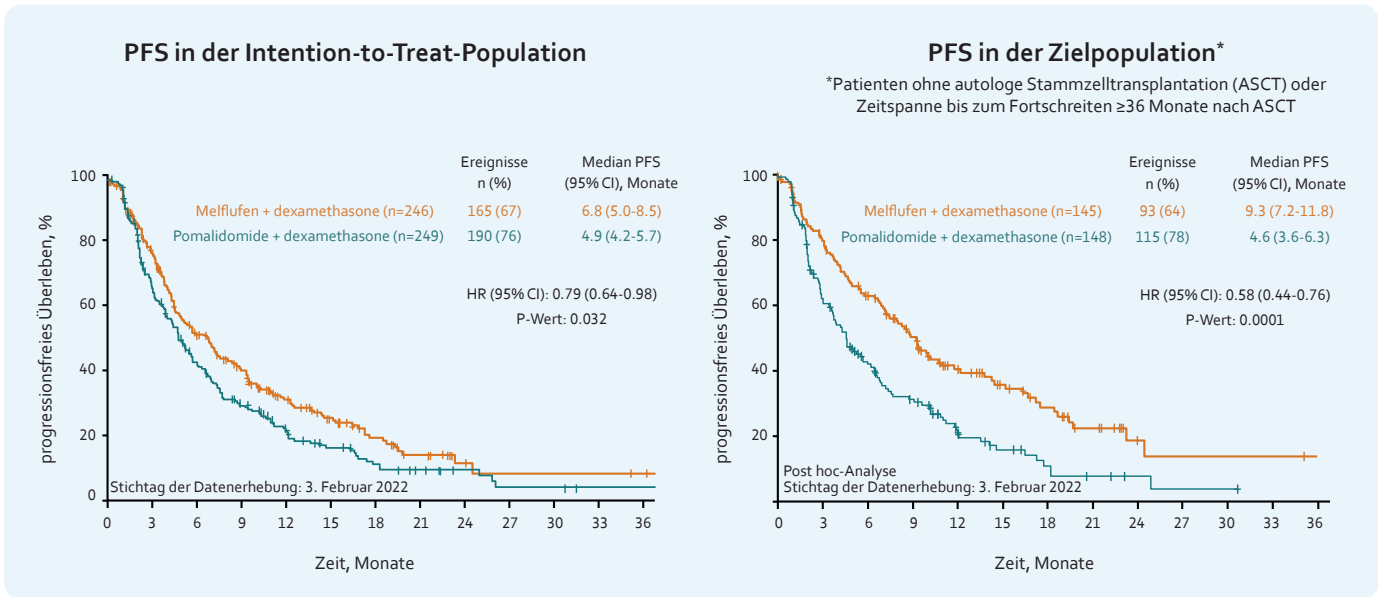 PFS in der Intention-to-Treat-Population
progressionsfreies Überleben, %
100
80
60
40
20
0
Ereignisse
n (%)
Median PFS
(95% CI), Monate
Melflufen + dexamethasone (n=246) 165 (67) 6.8 (5.0-8.5)
Pomalidomide + dexamethasone (n=249) 190 (76) 4.9 (4.2-5.7)
HR (95% CI): 0.79 (0.64-0.98)
P-Wert: 0.032
Stichtag der Datenerhebung: 3. Februar 2022
0 3 6 9 12 15 18 21 24 27 30 33 36
Zeit, Monate
PFS in der Zielpopulation*
*Patienten ohne autologe Stammzelltransplantation (ASCT) oder
Zeitspanne bis zum Fortschreiten ≥36 Monate nach ASCT
progressionsfreies Überleben, %
100
80
60
40
20
Ereignisse
n (%)
Median PFS
(95% CI), Monate
Melflufen + dexamethasone (n=145) 93 (64) 9.3 (7.2-11.8)
Pomalidomide + dexamethasone (n=148) 115 (78) 4.6 (3.6-6.3)
HR (95% CI): 0.58 (0.44-0.76)
P-Wert: 0.0001
Post hoc-Analyse
Stichtag der Datenerhebung: 3. Februar 2022
0 3 6 9 12 15 18 21 24 27 30 33 36
Zeit, Monate